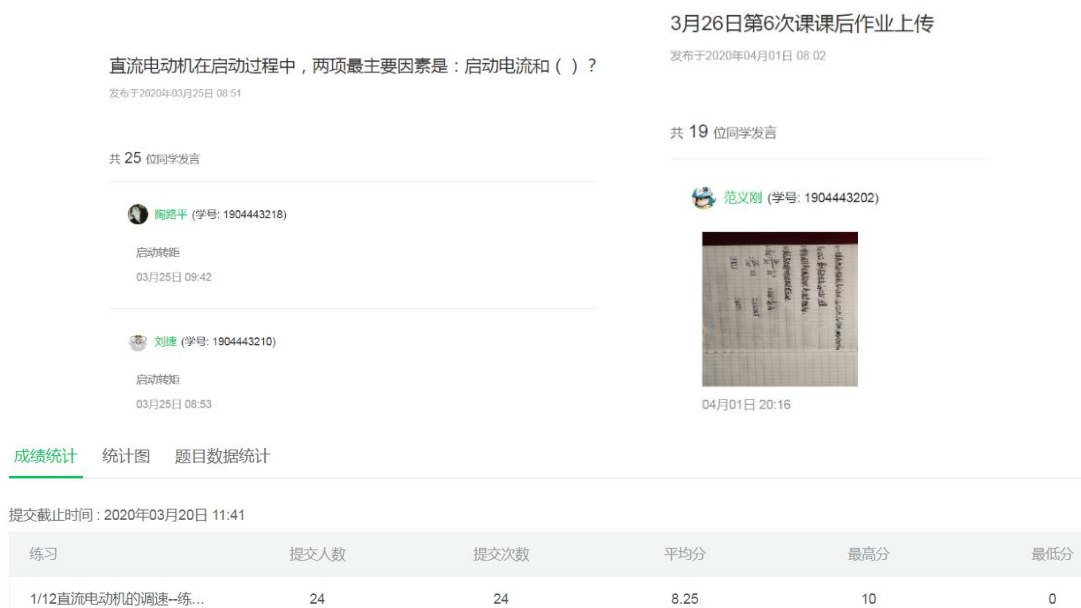 直流电动机在启动过程中，两项最主要因素是：启动电流和（ ）？
发布于2020年03月25日 08:51
共 25 位同学发言
陶路平 (学号: 1904443218)
启动转距
03月25日 09:42
刘捷 (学号: 1904443210)
启动转矩
03月25日 08:53
3月26日第6次课课后作业上传
发布于2020年04月01日 08:02
共 19 位同学发言
范义刚 (学号: 1904443202)
04月01日 20:16
成绩统计 统计图 题目数据统计
提交截止时间 : 2020年03月20日 11:41
练习 提交人数 提交次数 平均分 最高分 最低分
1/12直流电动机的调速--练... 24 24 8.25 10 0